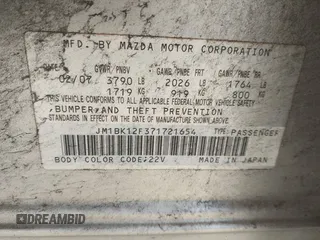 MFD. BY MAZDA MOTOR CORPORATION
GVWR/PNBV GAWR/PNBE GAWR/PNBE
02/07 3790 LB 2026 LB 1764 LB
1719 KG 919 KG 800 KG
THIS VEHICLE CONFORMS TO ALL APPLICABLE FEDERAL MOTOR VEHICLE SAFETY,
BUMPER, AND THEFT PREVENTION
STANDARDS IN EFFECT ON THE DATE OF MANUFACTURE SHOWN ABOVE.
JM1BK12F371721654 TYPE: PASSENGER
BODY COLOR CODE: 22V MADE IN JAPAN
DREAMBID